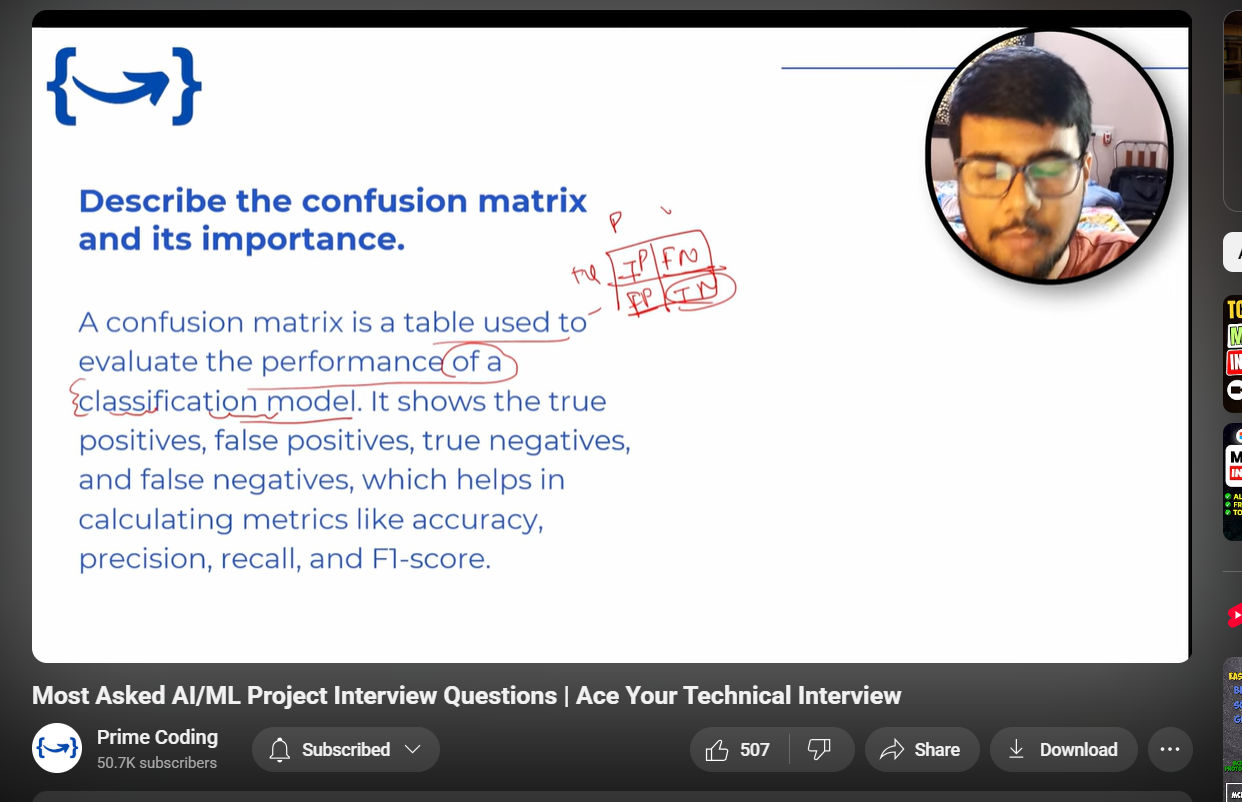 Describe the confusion matrix
and its importance.
P
TP FN
FP TN
A confusion matrix is a table used to
evaluate the performance of a
classification model. It shows the true
positives, false positives, true negatives,
and false negatives, which helps in
calculating metrics like accuracy,
precision, recall, and F1-score.
Most Asked AI/ML Project Interview Questions | Ace Your Technical Interview
Prime Coding
50.7K subscribers
Subscribed
507
Share
Download